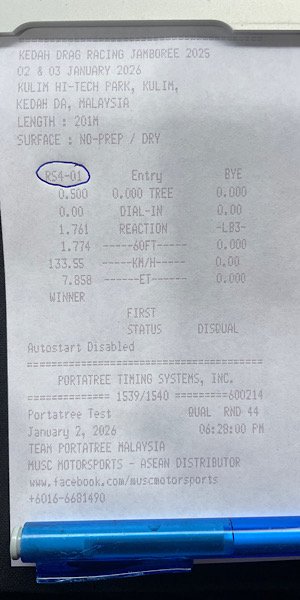 KEDAH DRAG RACING JAMBOREE 2025
02 & 03 JANUARY 2026
KULIM HI-TECH PARK, KULIM,
KEDAH DA, MALAYSIA
LENGTH : 201M
SURFACE : NO-PREP / DRY
RS4-01 Entry BYE
0.500 0.000 TREE 0.000
0.00 DIAL-IN 0.00
1.761 REACTION -LB3-
1.774 -----60FT----- 0.000
133.55 -----KM/H----- 0.00
7.858 ------ET------ 0.000
WINNER
FIRST
STATUS DISQUAL
Autostart Disabled
=======================================
PORTATREE TIMING SYSTEMS, INC.
============= 1539/1540 =========600214
Portatree Test QUAL RND 44
January 2, 2026 06:28:00 PM
TEAM PORTATREE MALAYSIA
MUSC MOTORSPORTS - ASEAN DISTRIBUTOR
www.facebook.com/muscmotorsports
+6016-6681490